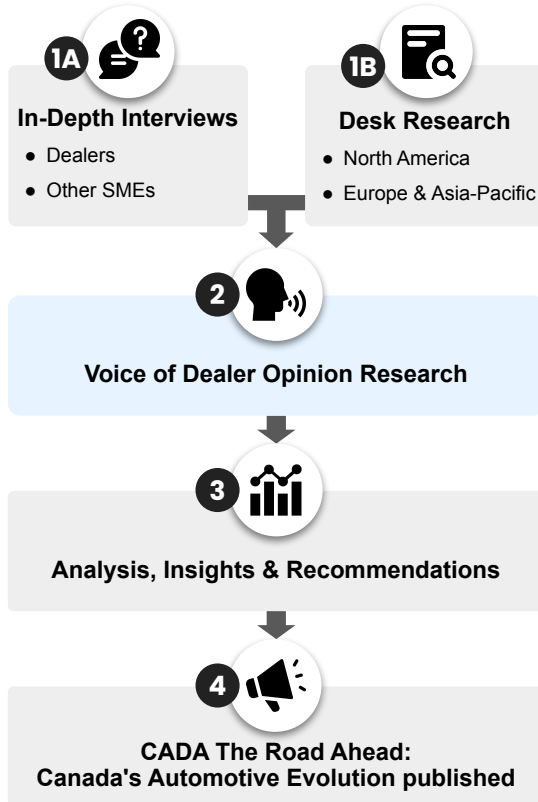 1A
In-Depth Interviews
● Dealers
● Other SMEs
1B
Desk Research
● North America
● Europe & Asia-Pacific
2
Voice of Dealer Opinion Research
3
Analysis, Insights & Recommendations
4
CADA The Road Ahead:
Canada's Automotive Evolution published